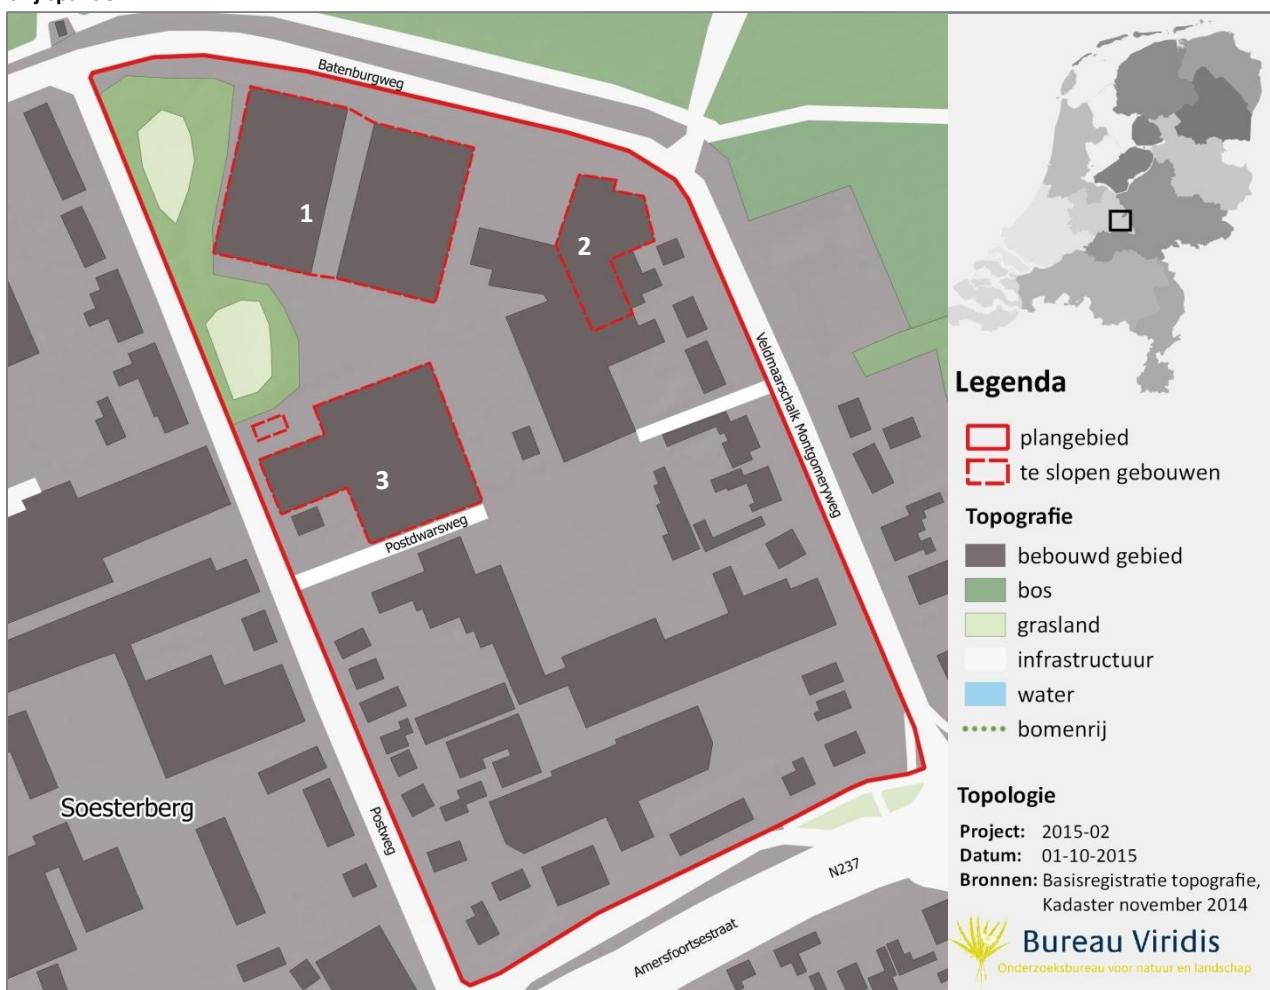 Batenburgweg
1
2
3
Veldmaarschalk Montgomeryweg
Postdwarsweg
Postweg
Soesterberg
N237
Amersfoortsestraat
Legenda
plangebied
te slopen gebouwen
Topografie
bebouwd gebied
bos
grasland
infrastructuur
water
bomenrij
Topologie
Project: 2015-02
Datum: 01-10-2015
Bronnen: Basisregistratie topografie,
Kadaster november 2014
Bureau Viridis
Onderzoeksbureau voor natuur en landschap